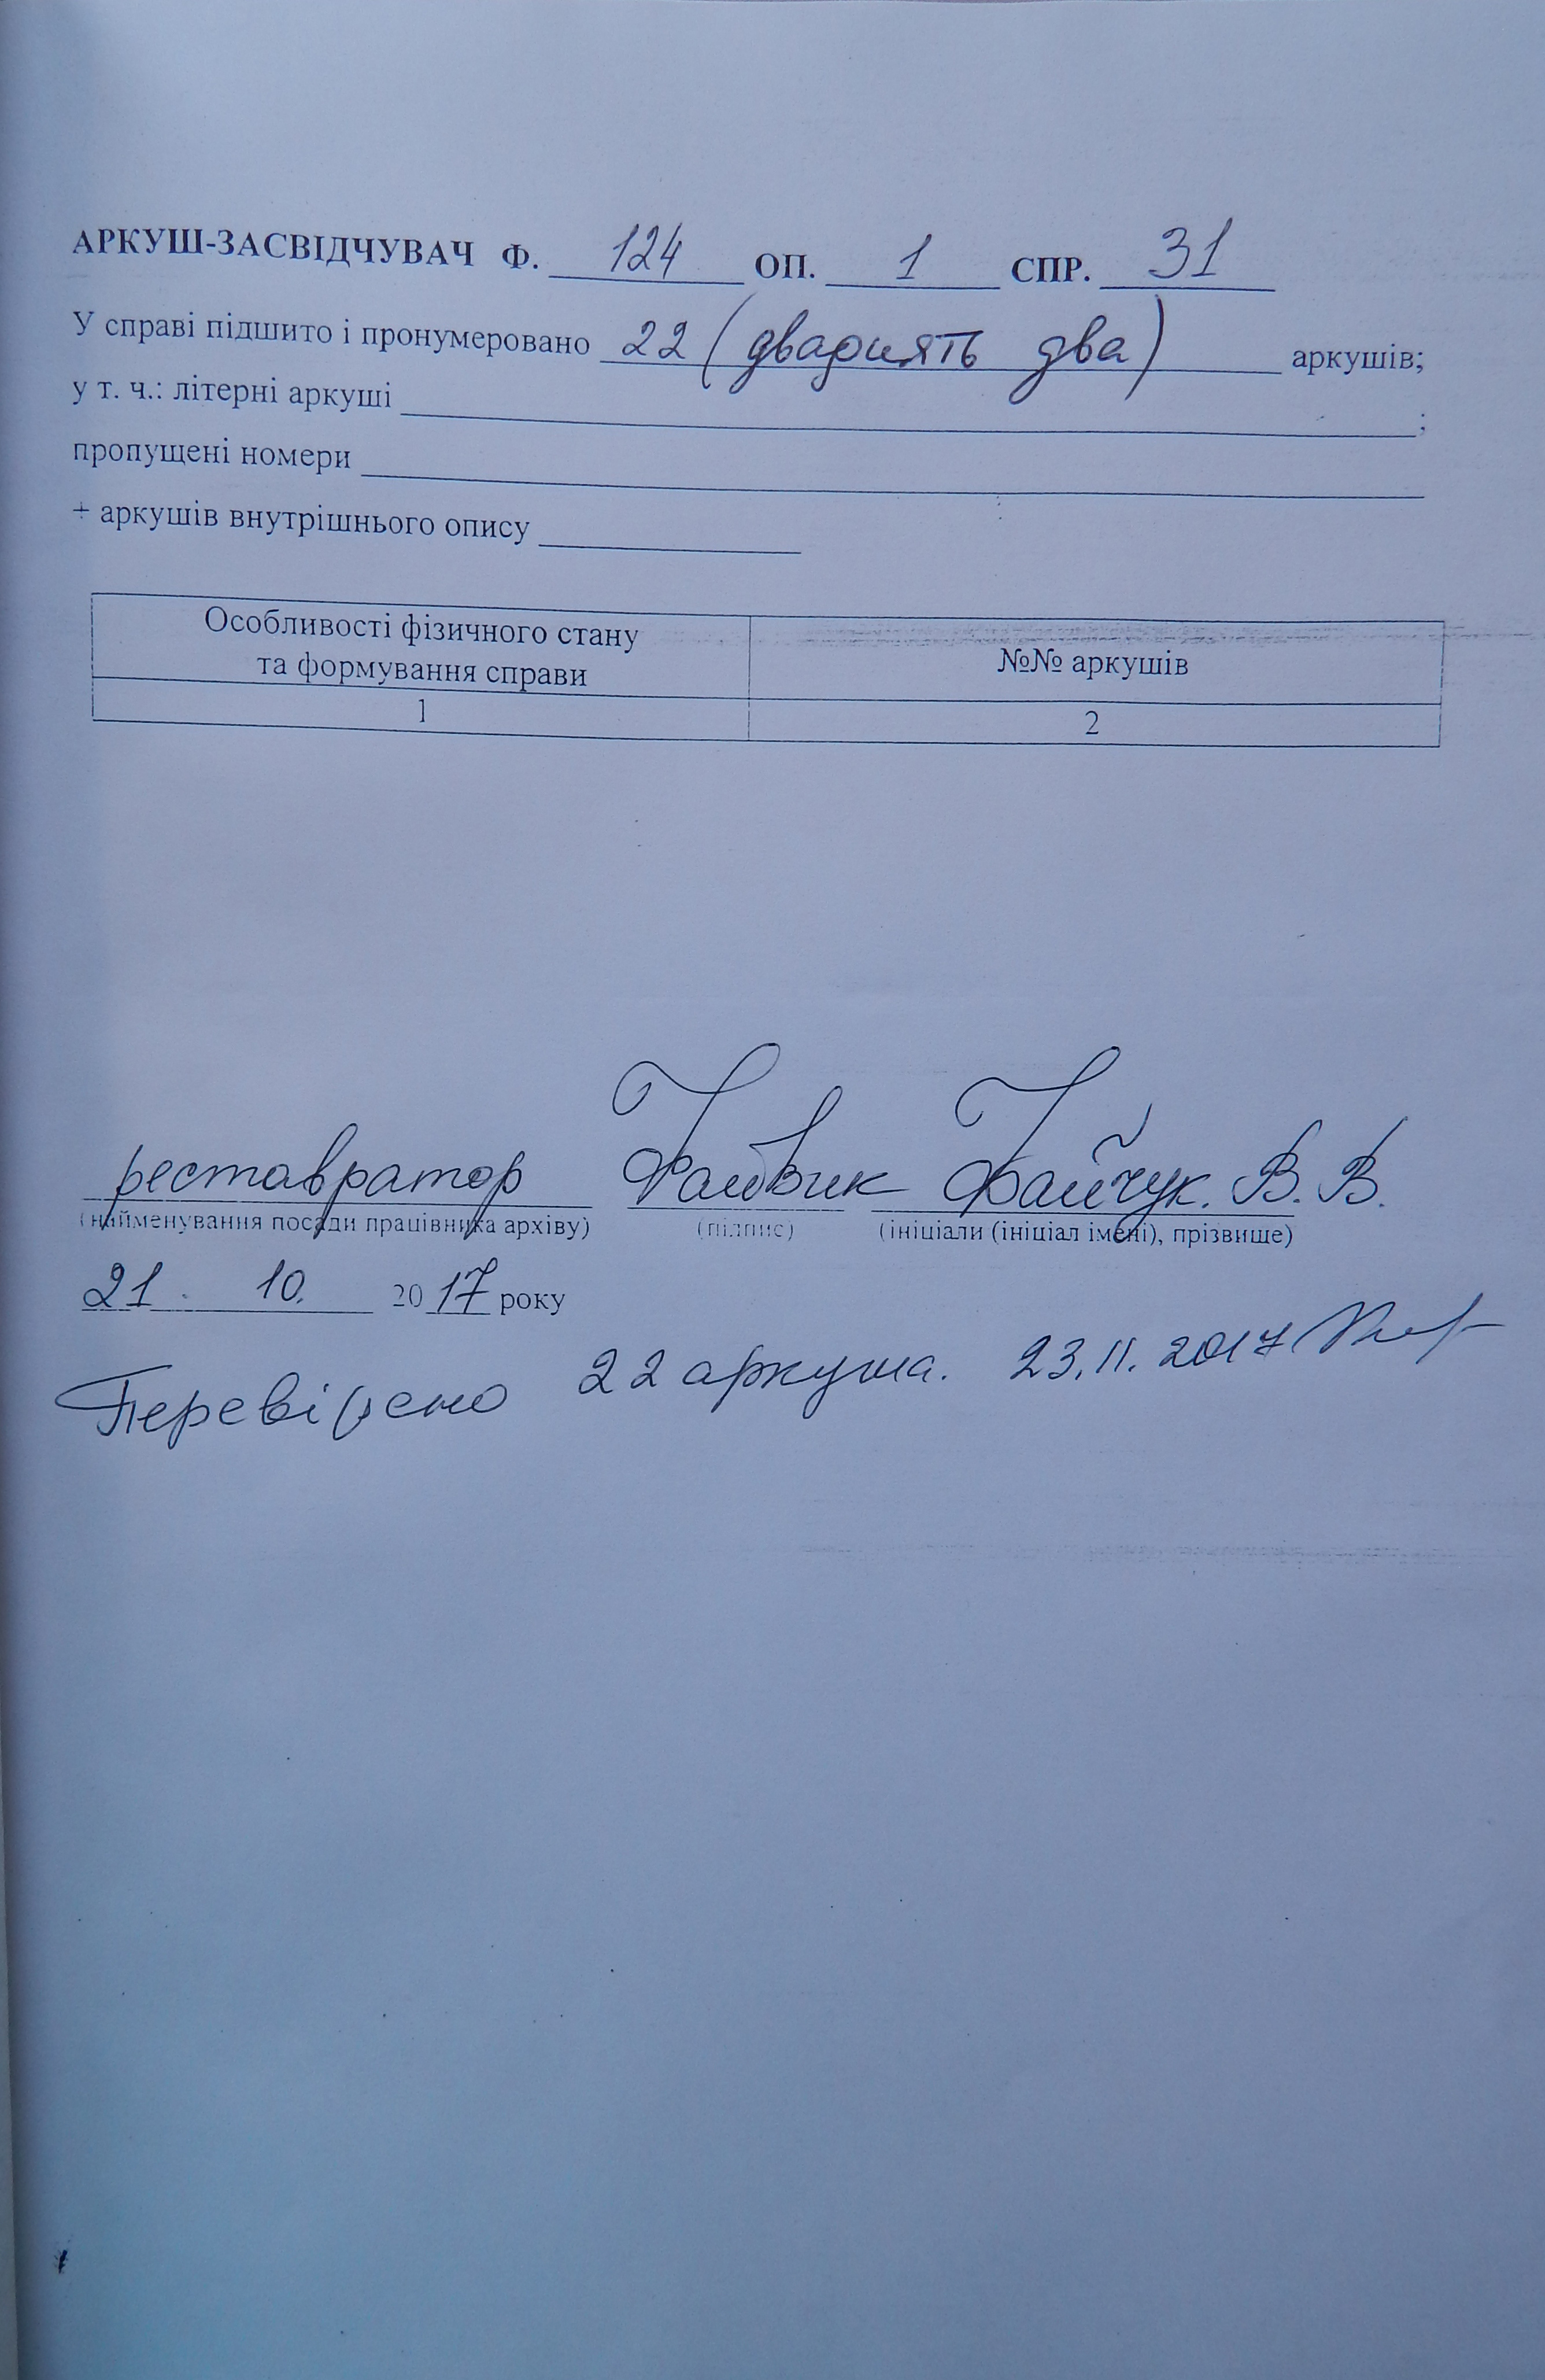 АРКУШ-ЗАСВІДЧУВАЧ Ф. 124 ОП. 1 СПР. 31
У справі підшито і пронумеровано 22 (двадцять два) аркушів;
у т. ч.: літерні аркуші ;
пропущені номери
+ аркушів внутрішнього опису
Особливості фізичного стану
та формування справи
№№ аркушів
1 2
реставратор Файчук. В. В.
(найменування посади працівника архіву) (підпис) (ініціали (ініціал імені), прізвище)
21. 10. 2017 року
Перевірено 22 аркуша. 23.11.2017